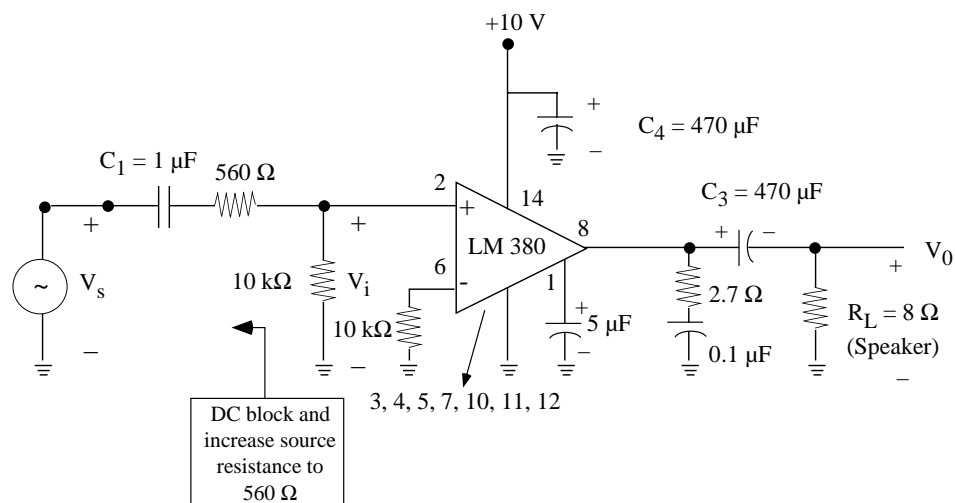 +10 V
+
C4 = 470 µF
–
C1 = 1 µF
560 Ω
2
14
C3 = 470 µF
+
+
+
8
+
–
LM 380
V0
+
Vs
~
10 kΩ
Vi
6
-
1
2.7 Ω
+
5 µF
RL = 8 Ω
(Speaker)
10 kΩ
0.1 µF
–
–
–
–
3, 4, 5, 7, 10, 11, 12
DC block and
increase source
resistance to
560 Ω